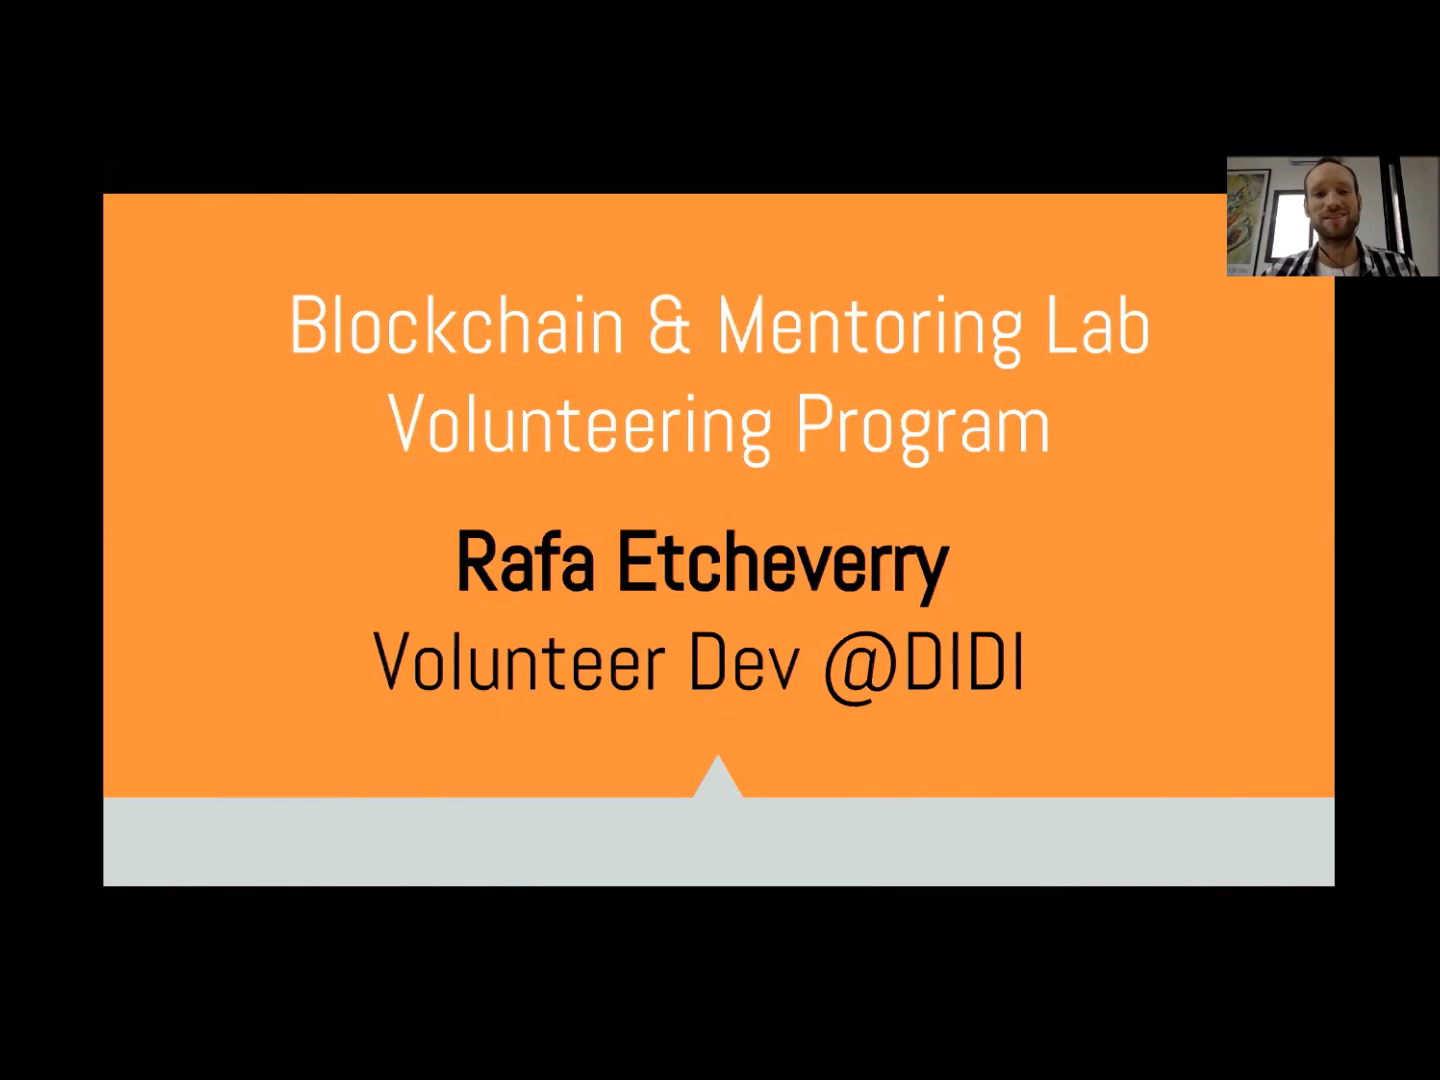 Blockchain & Mentoring Lab
Volunteering Program
Rafa Etcheverry
Volunteer Dev @DIDI